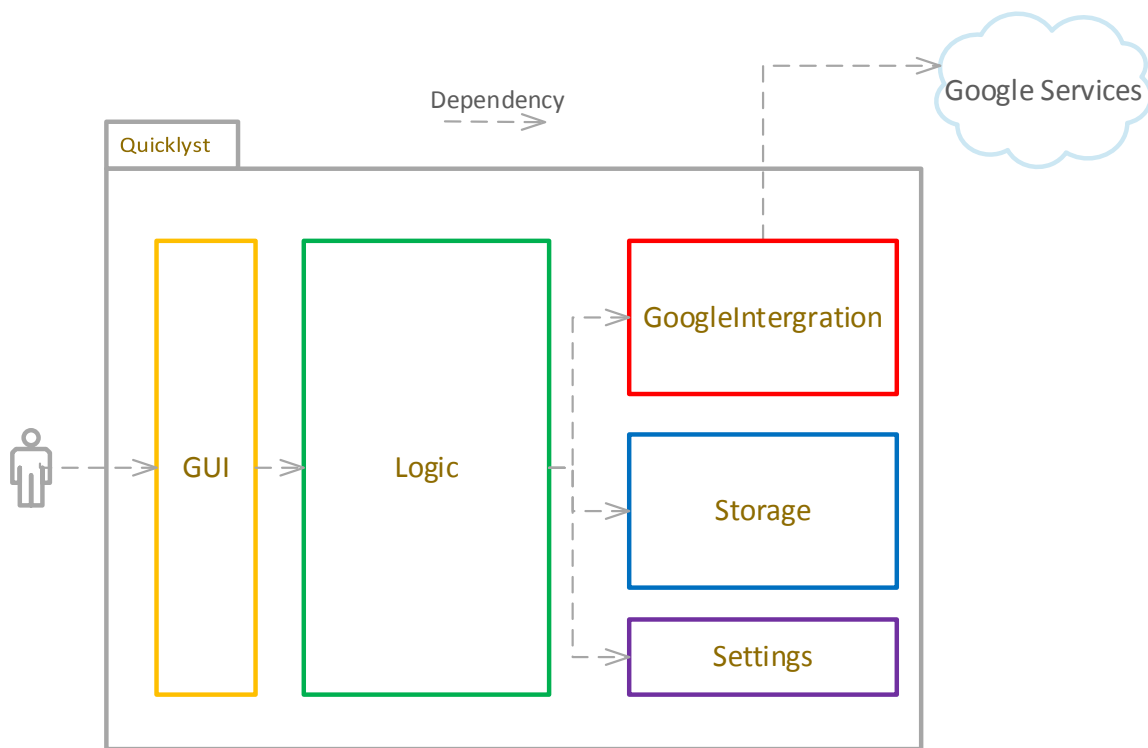 Google Services
Dependency
Quicklyst
GoogleIntergration
GUI
Logic
Storage
Settings